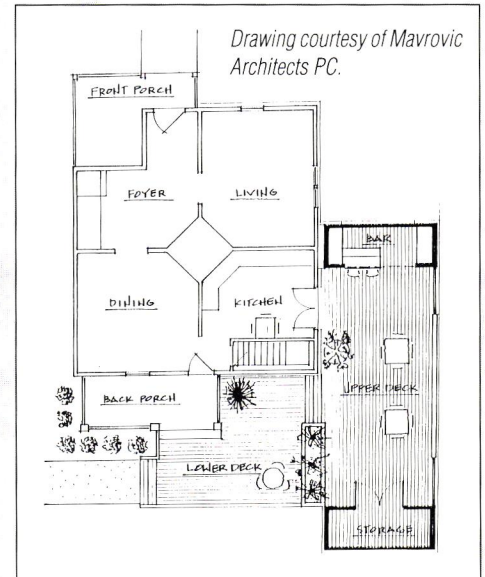 Drawing courtesy of Mavrovic
Architects PC.
FRONT PORCH
FOYER
LIVING
BAR
DINING
KITCHEN
UPPER DECK
BACK PORCH
LOWER DECK
STORAGE